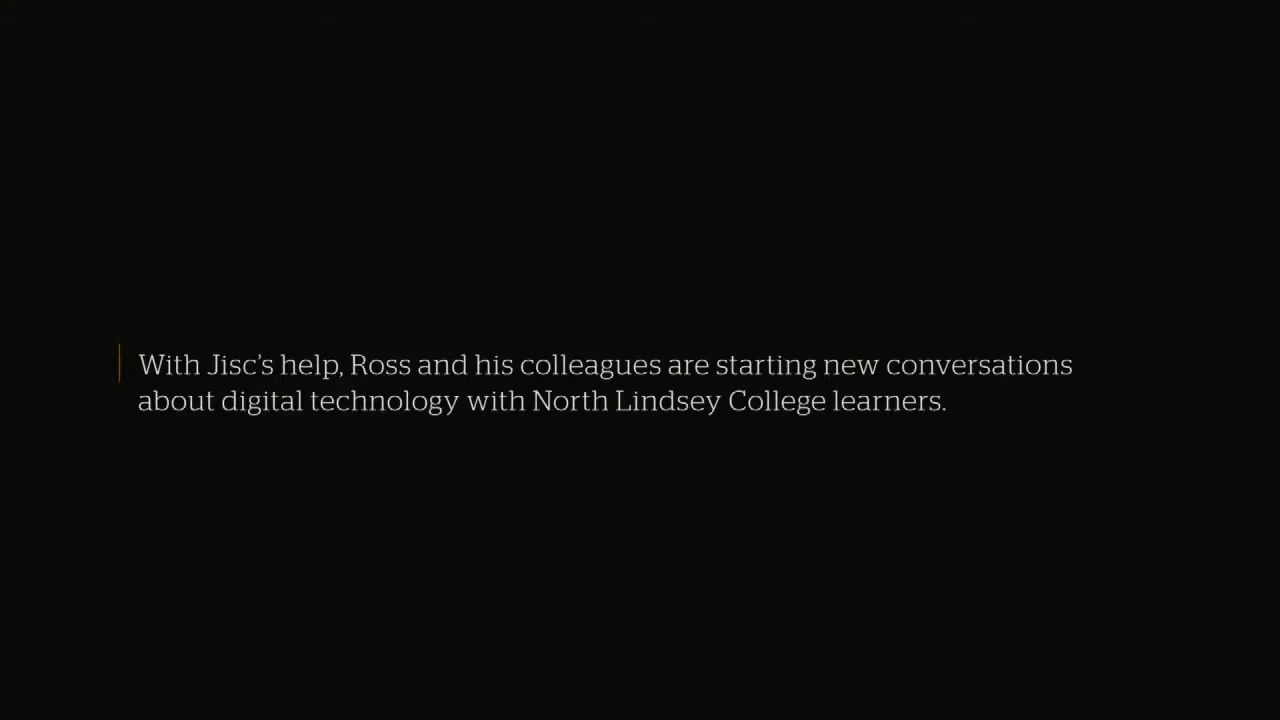 With Jisc’s help, Ross and his colleagues are starting new conversations
about digital technology with North Lindsey College learners.